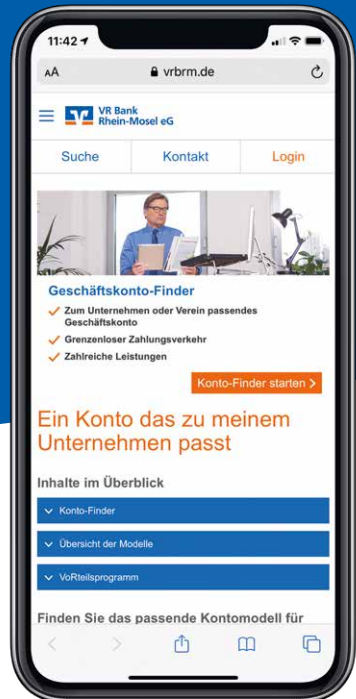 11:42
AA vrbrm.de
VR Bank
Rhein-Mosel eG
Suche Kontakt Login
Geschäftskonto-Finder
Zum Unternehmen oder Verein passendes
Geschäftskonto
Grenzenloser Zahlungsverkehr
Zahlreiche Leistungen
Konto-Finder starten >
Ein Konto das zu meinem
Unternehmen passt
Inhalte im Überblick
Konto-Finder
Übersicht der Modelle
VoRteilsprogramm
Finden Sie das passende Kontomodell für